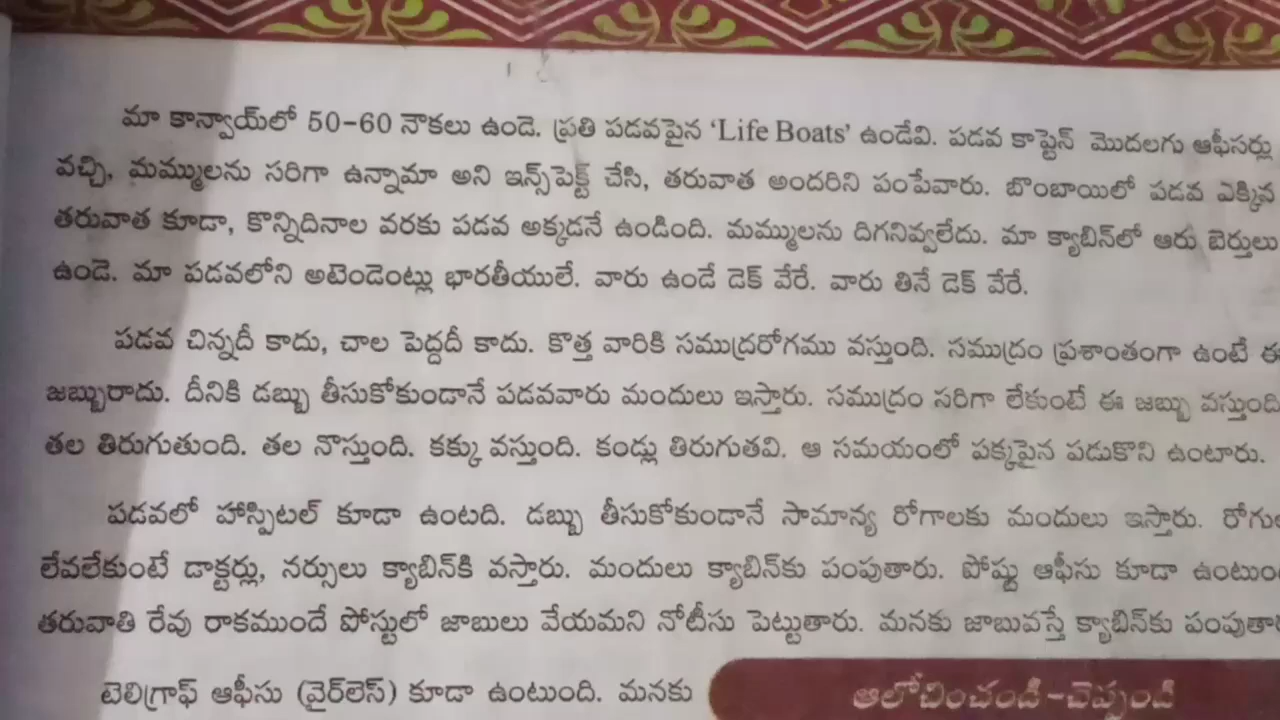 మా కాన్వాయ్‌లో 50-60 నౌకలు ఉండె. ప్రతి పడవపైన ‘Life Boats’ ఉండేవి. పడవ కాప్టెన్ మొదలగు ఆఫీసర్లు
వచ్చి, మమ్ములను సరిగా ఉన్నామా అని ఇన్స్‌పెక్ట్ చేసి, తరువాత అందరిని పంపేవారు. బొంబాయిలో పడవ ఎక్కిన
తరువాత కూడా, కొన్నిదినాల వరకు పడవ అక్కడనే ఉండింది. మమ్ములను దిగనివ్వలేదు. మా క్యాబిన్‌లో ఆరు బెర్తులు
ఉండె. మా పడవలోని అటెండెంట్లు భారతీయులే. వారు ఉండే డెక్ వేరే. వారు తినే డెక్ వేరే.
పడవ చిన్నదీ కాదు, చాల పెద్దదీ కాదు. కొత్త వారికి సముద్రరోగము వస్తుంది. సముద్రం ప్రశాంతంగా ఉంటే ఈ
జబ్బురాదు. దీనికి డబ్బు తీసుకోకుండానే పడవవారు మందులు ఇస్తారు. సముద్రం సరిగా లేకుంటే ఈ జబ్బు వస్తుంది
తల తిరుగుతుంది. తల నొస్తుంది. కక్కు వస్తుంది. కండ్లు తిరుగుతవి. ఆ సమయంలో పక్కపైన పడుకొని ఉంటారు.
పడవలో హాస్పిటల్ కూడా ఉంటది. డబ్బు తీసుకోకుండానే సామాన్య రోగాలకు మందులు ఇస్తారు.
లేవలేకుంటే డాక్టర్లు, నర్సులు క్యాబిన్‌కి వస్తారు. మందులు క్యాబిన్‌కు పంపుతారు. పోష్టు ఆఫీసు కూడా
తరువాతి రేవు రాకముందే పోస్టులో జాబులు వేయమని నోటీసు పెట్టుతారు. మనకు జాబువస్తే క్యాబిన్‌కు
టెలిగ్రాఫ్ ఆఫీసు (వైర్‌లెస్) కూడా ఉంటుంది. మనకు
ఆలోచించండి-చెప్పండి